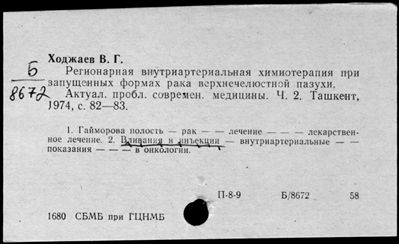 Ходжаев В. Г.
Б
8672
Регионарная внутриартериальная химиотерапия при
запущенных формах рака верхнечелюстной пазухи.
Актуал. пробл. соврем. медицины. Ч. 2. Ташкент,
1974, с. 82—83.
1. Гайморова полость — рак — — лечение — — — лекарствен-
ное лечение. 2. Вливания и инъекции — внутриартериальные — —
показания — — — в онкологии.
П-8-9 Б/8672 58
1680 СБМБ при ГЦНМБ